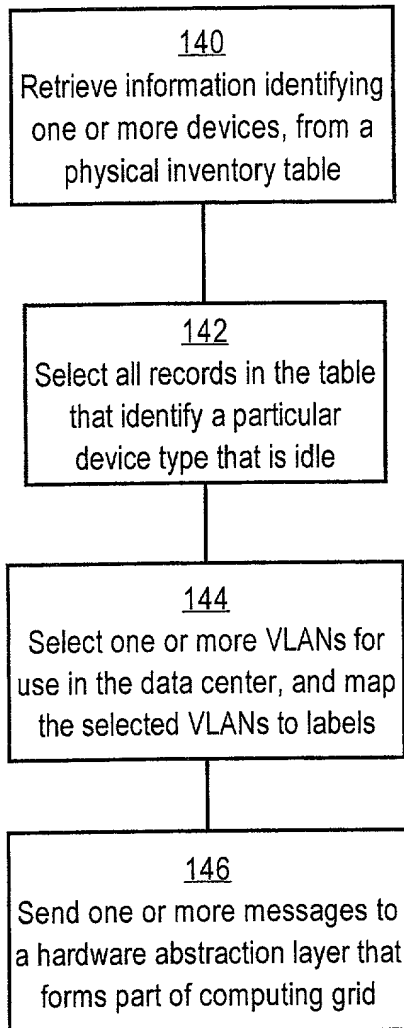 140
Retrieve information identifying
one or more devices, from a
physical inventory table
142
Select all records in the table
that identify a particular
device type that is idle
144
Select one or more VLANs for
use in the data center, and map
the selected VLANs to labels
146
Send one or more messages to
a hardware abstraction layer that
forms part of computing grid